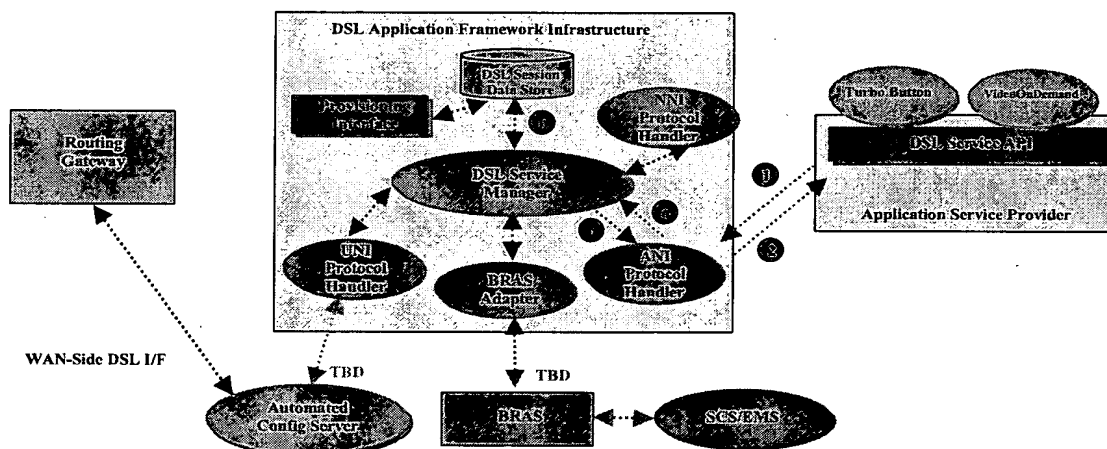 DSL Application Framework Infrastructure
DSL Session
Data Store
Provisioning
Interface
NNI
Protocol
Handler
Turbo Button
VideoOnDemand
DSL Service API
Routing
Gateway
DSL Service
Manager
1
Application Service Provider
2
UNI
Protocol
Handler
BRAS
Adapter
ANI
Protocol
Handler
WAN-Side DSL I/F
TBD
TBD
Automated
Config Server
BRAS
SCS/EMS